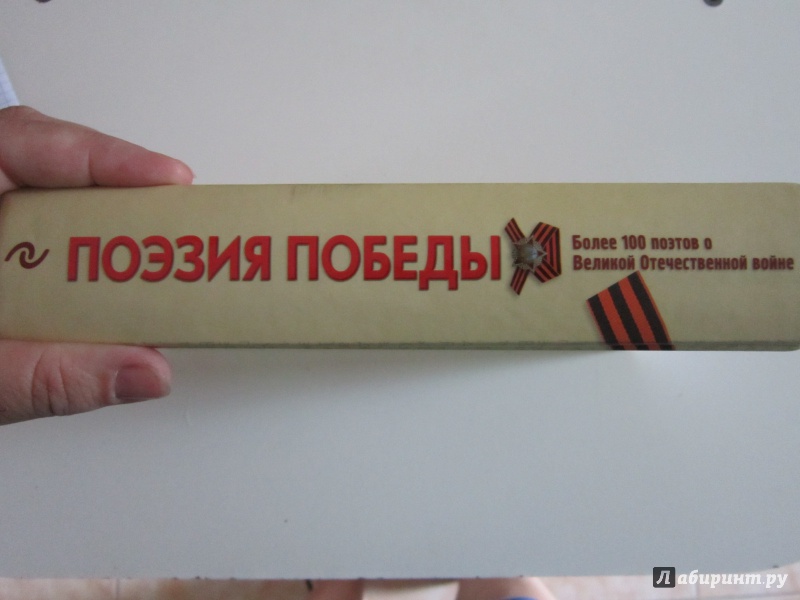 ПОЭЗИЯ ПОБЕДЫ
Более 100 поэтов о
Великой Отечественной войне
Лабиринт.ру